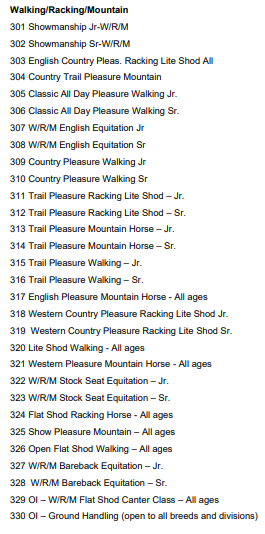 Walking/Racking/Mountain
301 Showmanship Jr-W/R/M
302 Showmanship Sr-W/R/M
303 English Country Pleas. Racking Lite Shod All
304 Country Trail Pleasure Mountain
305 Classic All Day Pleasure Walking Jr.
306 Classic All Day Pleasure Walking Sr.
307 W/R/M English Equitation Jr
308 W/R/M English Equitation Sr
309 Country Pleasure Walking Jr
310 Country Pleasure Walking Sr
311 Trail Pleasure Racking Lite Shod – Jr.
312 Trail Pleasure Racking Lite Shod – Sr.
313 Trail Pleasure Mountain Horse – Jr.
314 Trail Pleasure Mountain Horse – Sr.
315 Trail Pleasure Walking – Jr.
316 Trail Pleasure Walking – Sr.
317 English Pleasure Mountain Horse - All ages
318 Western Country Pleasure Racking Lite Shod Jr.
319  Western Country Pleasure Racking Lite Shod Sr.
320 Lite Shod Walking - All ages
321 Western Pleasure Mountain Horse - All ages
322 W/R/M Stock Seat Equitation – Jr.
323 W/R/M Stock Seat Equitation – Sr.
324 Flat Shod Racking Horse - All ages
325 Show Pleasure Mountain – All ages
326 Open Flat Shod Walking – All ages
327 W/R/M Bareback Equitation – Jr.
328  W/R/M Bareback Equitation – Sr.
329 OI – W/R/M Flat Shod Canter Class – All ages
330 OI – Ground Handling (open to all breeds and divisions)